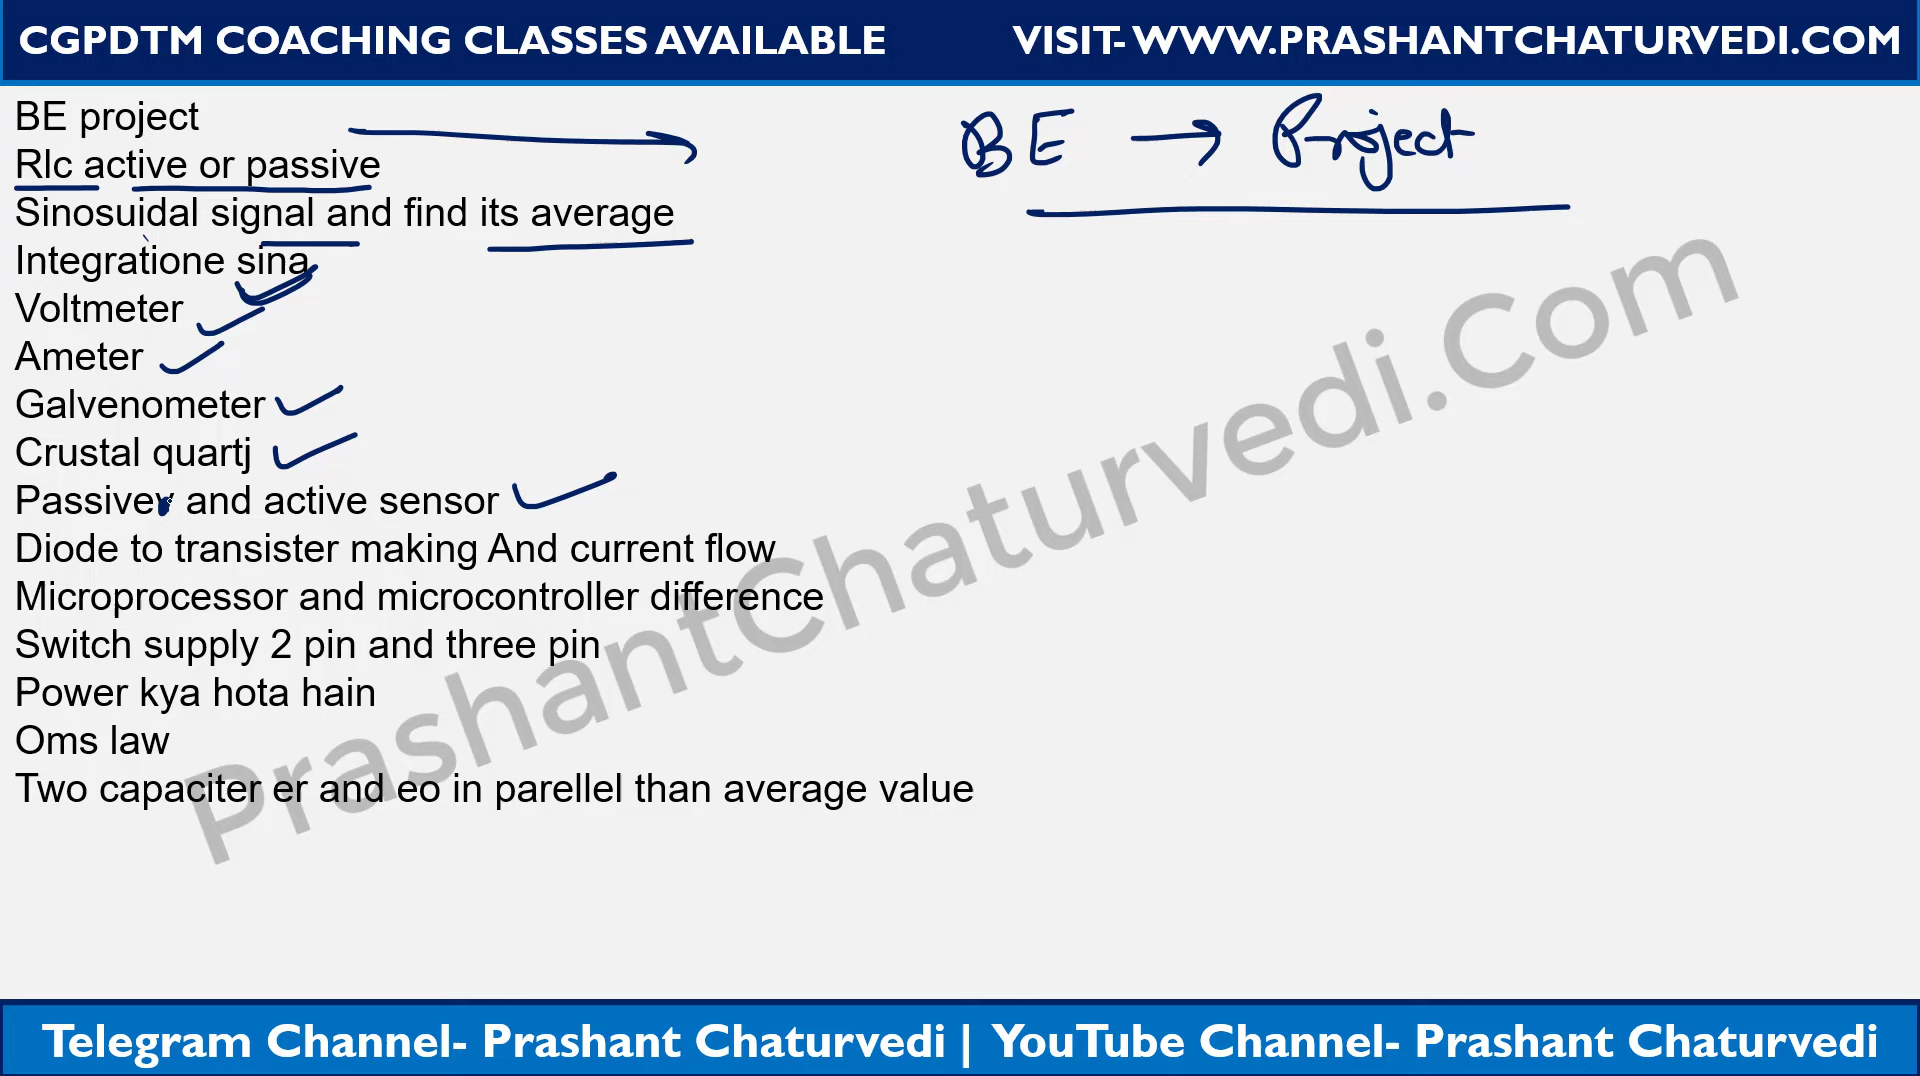 CGPDTM COACHING CLASSES AVAILABLE VISIT- WWW.PRASHANTCHATURVEDI.COM
BE project
BE → Project
Rlc active or passive
Sinosuidal signal and find its average
Integratione sina
Voltmeter
Ameter
Galvenometer
Crustal quartj
Passivev and active sensor
Diode to transister making And current flow
Microprocessor and microcontroller difference
Switch supply 2 pin and three pin
Power kya hota hain
Oms law
Two capaciter er and eo in parellel than average value
PrashantChaturvedi.Com
Telegram Channel- Prashant Chaturvedi | YouTube Channel- Prashant Chaturvedi